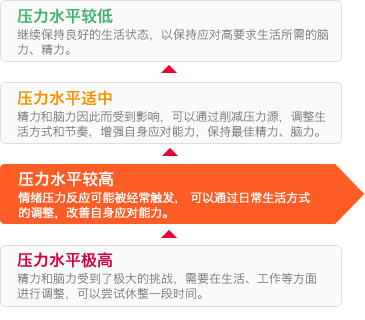 压力水平较低
继续保持良好的生活状态，以保持应对高要求生活所需的脑
力、精力。
压力水平适中
精力和脑力因此而受到影响，可以通过削减压力源，调整生
活方式和节奏，增强自身应对能力，保持最佳精力、脑力。
压力水平较高
情绪压力反应可能被经常触发， 可以通过日常生活方式
的调整，改善自身应对能力。
压力水平极高
精力和脑力受到了极大的挑战，需要在生活、工作等方面
进行调整，可以尝试休整一段时间。